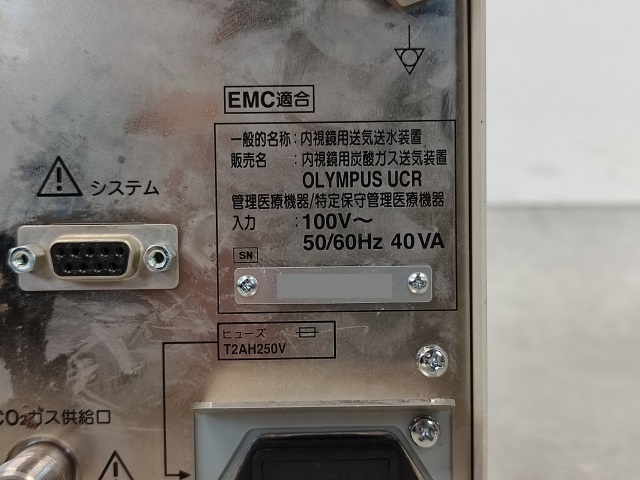 EMC適合
一般的名称：内視鏡用送気送水装置
販売名　：内視鏡用炭酸ガス送気装置
OLYMPUS UCR
管理医療機器/特定保守管理医療機器
入力　：100V～
50/60Hz 40VA
SN
システム
ヒューズ
T2AH250V
CO2ガス供給口